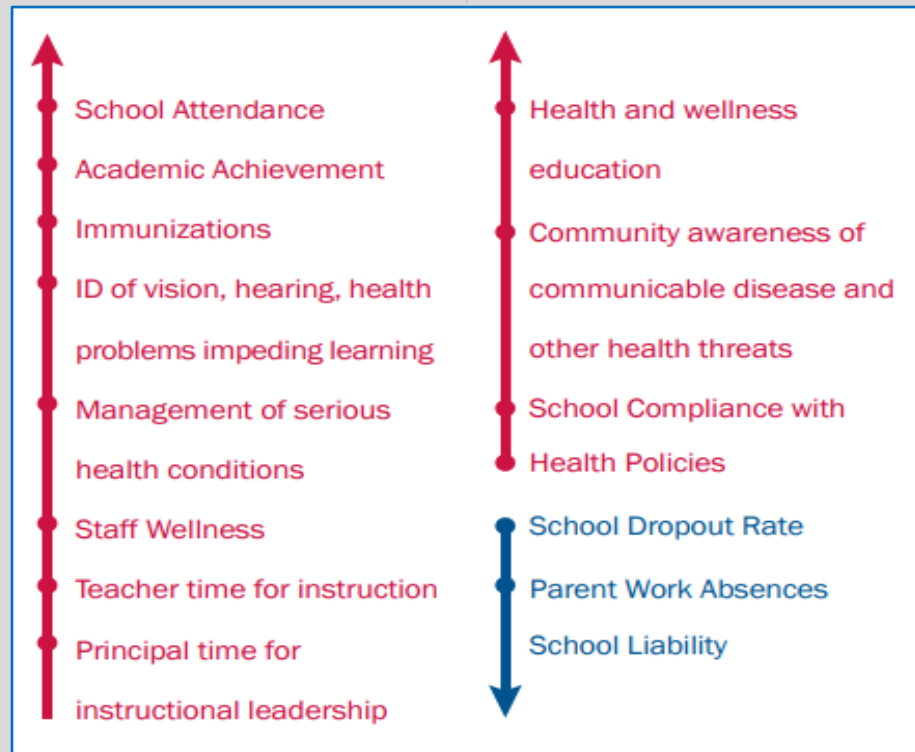 School Attendance
Academic Achievement
Immunizations
ID of vision, hearing, health
problems impeding learning
Management of serious
health conditions
Staff Wellness
Teacher time for instruction
Principal time for
instructional leadership
Health and wellness
education
Community awareness of
communicable disease and
other health threats
School Compliance with
Health Policies
School Dropout Rate
Parent Work Absences
School Liability